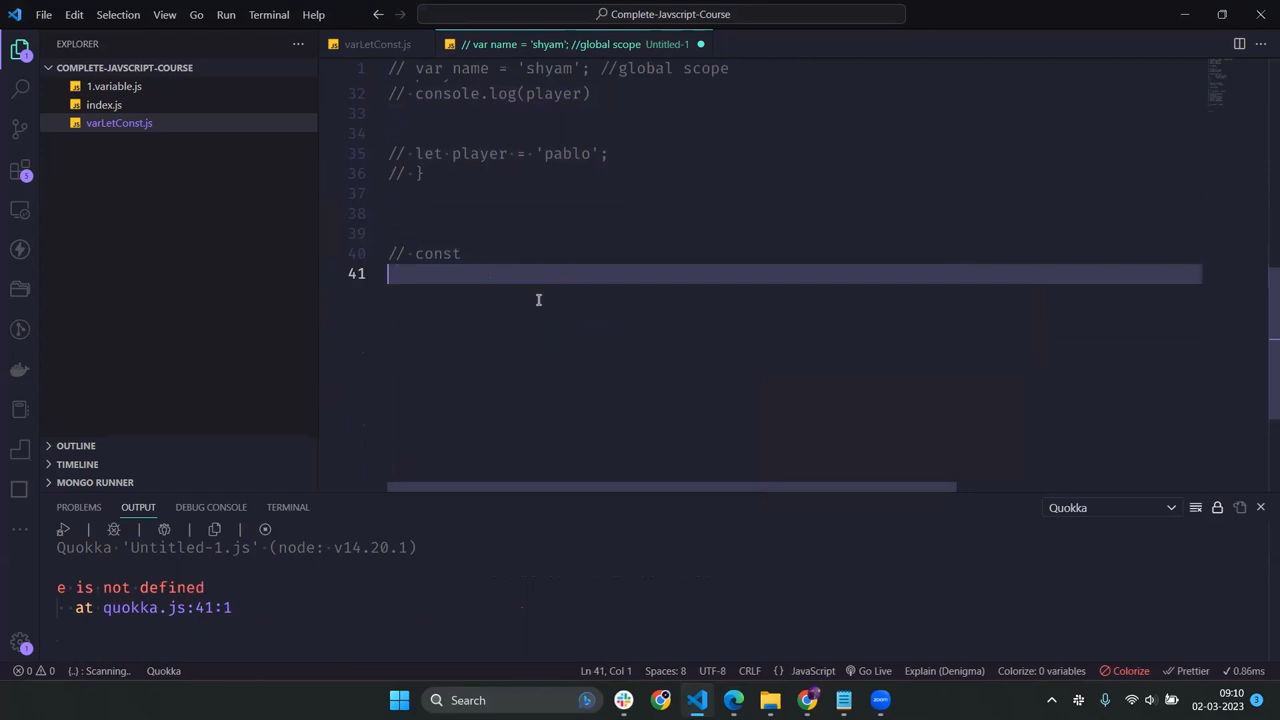 File Edit Selection View Go Run Terminal Help
Complete-Javscript-Course
EXPLORER
varLetConst.js
// var name = 'shyam'; //global scope Untitled-1
COMPLETE-JAVSCRIPT-COURSE
1.variable.js
index.js
varLetConst.js
1 // var name = 'shyam'; //global scope
32 // console.log(player)
33
34
35 // let player = 'pablo';
36 // }
37
38
39
40 // const
41
OUTLINE
TIMELINE
MONGO RUNNER
PROBLEMS OUTPUT DEBUG CONSOLE TERMINAL
Quokka
Quokka 'Untitled-1.js' (node: v14.20.1)
e is not defined
at quokka.js:41:1
0 0 {..} : Scanning.. Quokka Ln 41, Col 1 Spaces: 8 UTF-8 CRLF {} JavaScript Go Live Explain (Denigma) Colorize: 0 variables Colorize Prettier ✓ 0.86ms
Search
09:10
02-03-2023